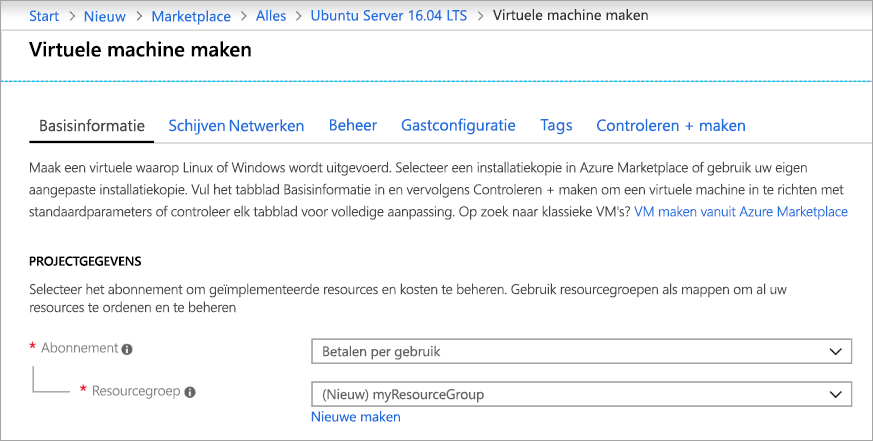 Start > Nieuw > Marketplace > Alles > Ubuntu Server 16.04 LTS > Virtuele machine maken
Virtuele machine maken
Basisinformatie Schijven Netwerken Beheer Gastconfiguratie Tags Controleren + maken
Maak een virtuele waarop Linux of Windows wordt uitgevoerd. Selecteer een installatiekopie in Azure Marketplace of gebruik uw eigen
aangepaste installatiekopie. Vul het tabblad Basisinformatie in en vervolgens Controleren + maken om een virtuele machine in te richten met
standaardparameters of controleer elk tabblad voor volledige aanpassing. Op zoek naar klassieke VM's? VM maken vanuit Azure Marketplace
PROJECTGEGEVENS
Selecteer het abonnement om geïmplementeerde resources en kosten te beheren. Gebruik resourcegroepen als mappen om al uw
resources te ordenen en te beheren
* Abonnement
Betalen per gebruik
* Resourcegroep
(Nieuw) myResourceGroup
Nieuwe maken